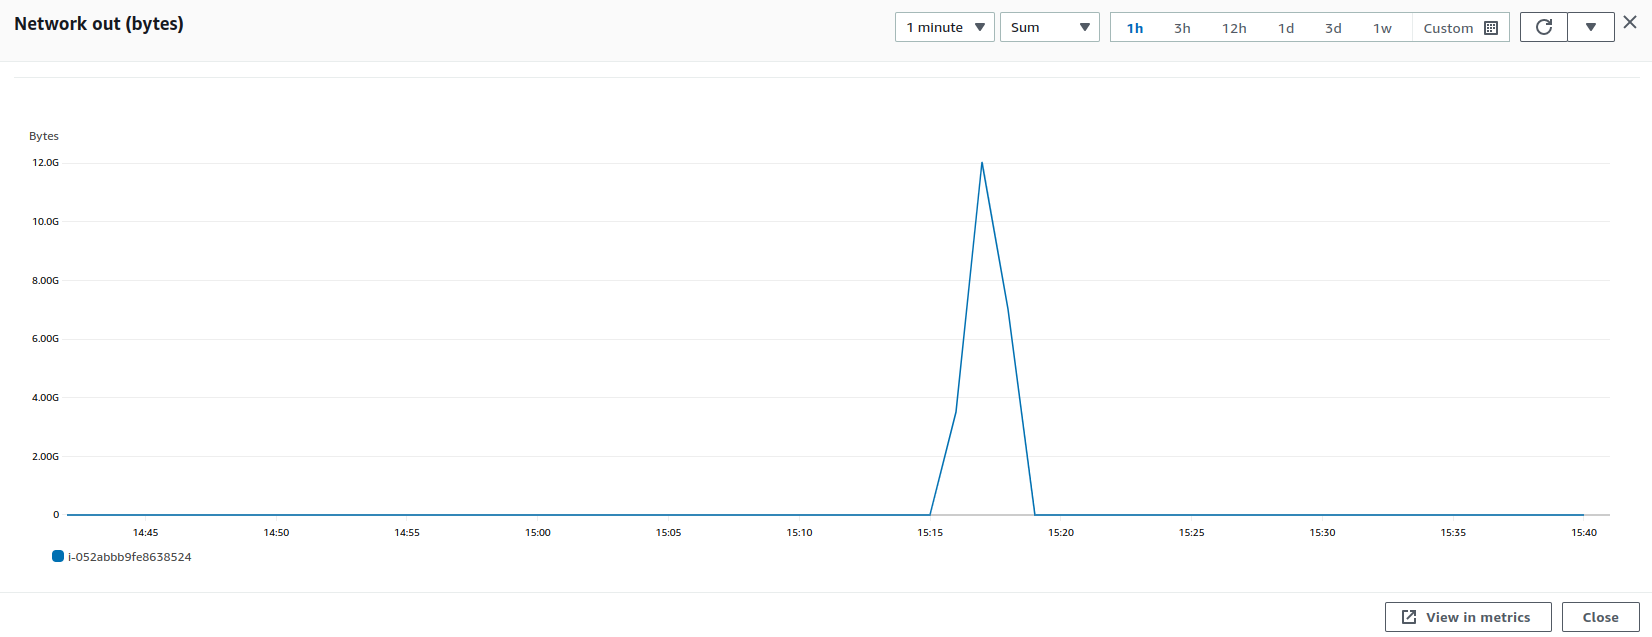 Network out (bytes)
1 minute Sum 1h 3h 12h 1d 3d 1w Custom
Bytes
12.0G
10.0G
8.00G
6.00G
4.00G
2.00G
0
14:45 14:50 14:55 15:00 15:05 15:10 15:15 15:20 15:25 15:30 15:35 15:40
i-052abbb9fe8638524
View in metrics Close